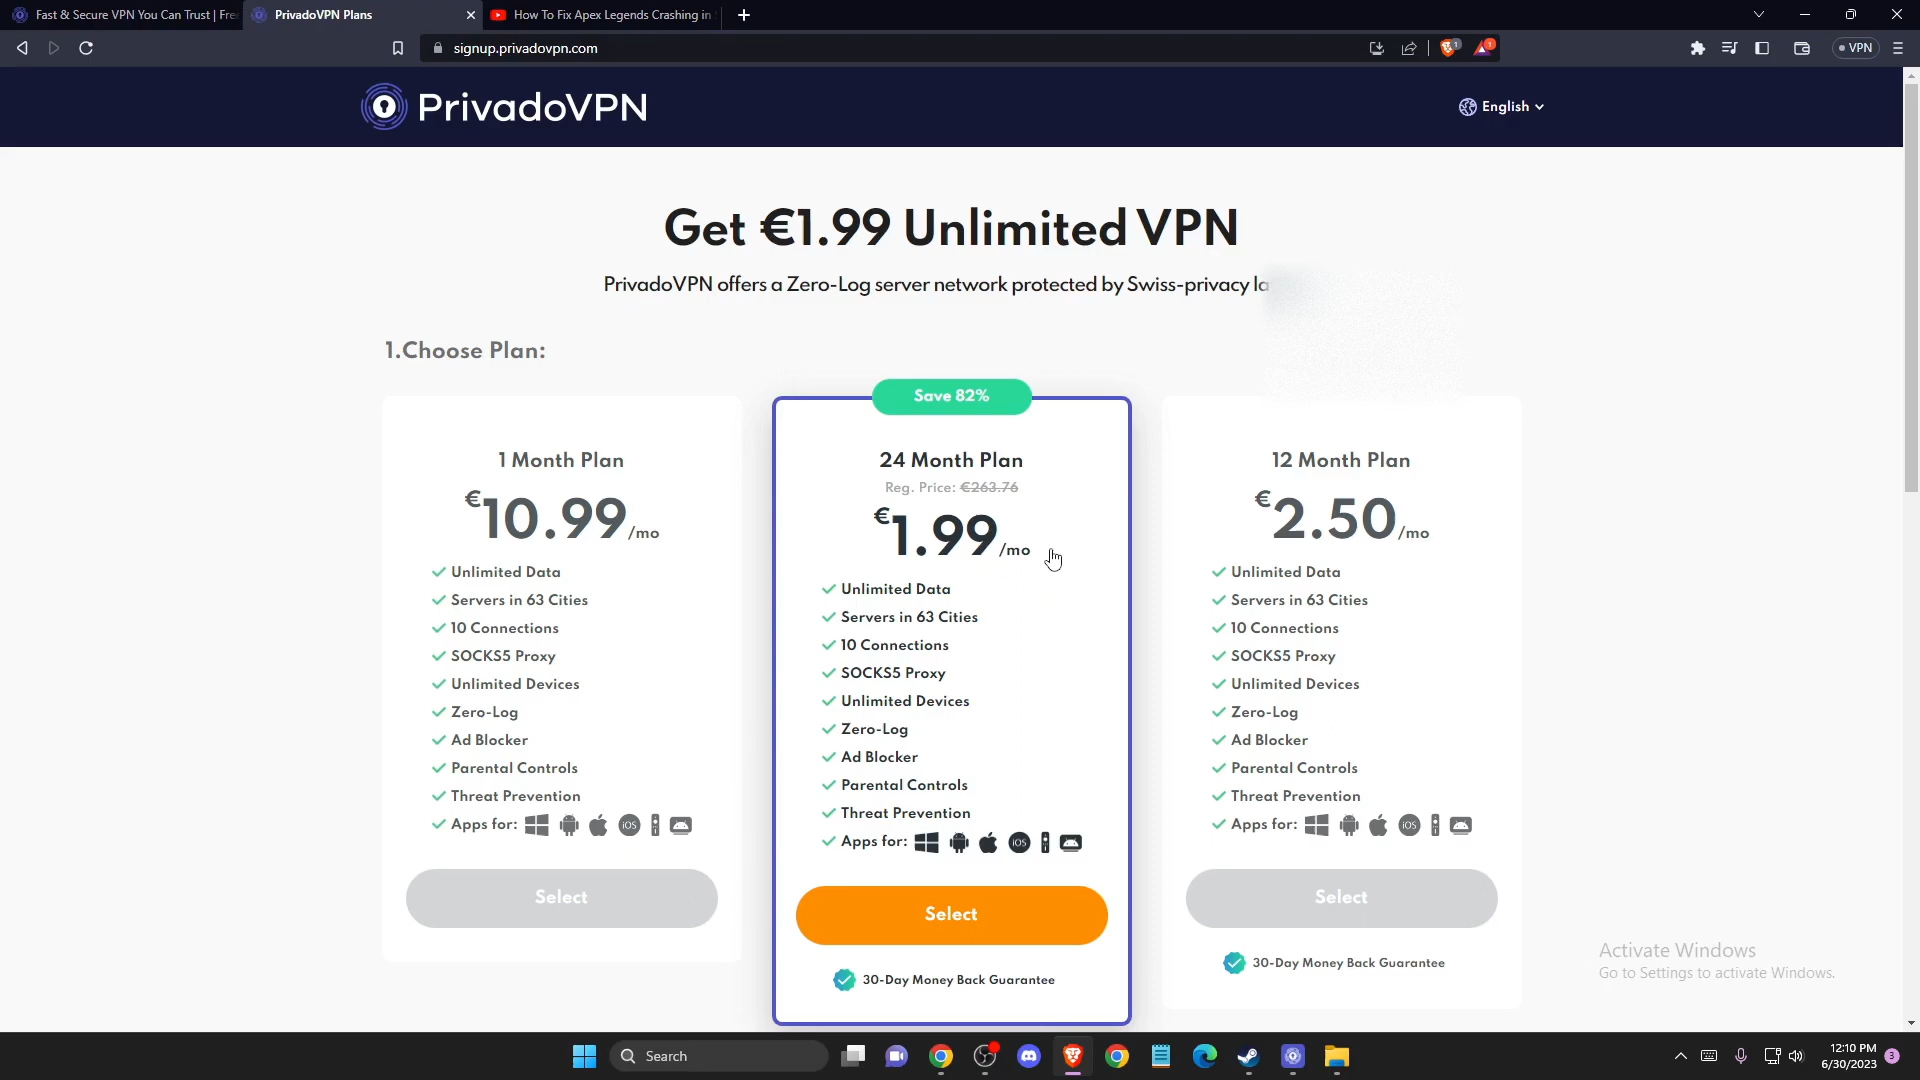 Fast & Secure VPN You Can Trust | Fre
PrivadoVPN Plans
How To Fix Apex Legends Crashing in
signup.privadovpn.com
1
1
VPN
PrivadoVPN
English
Get €1.99 Unlimited VPN
PrivadoVPN offers a Zero-Log server network protected by Swiss-privacy la
1.Choose Plan:
1 Month Plan
€10.99/mo
Unlimited Data
Servers in 63 Cities
10 Connections
SOCKS5 Proxy
Unlimited Devices
Zero-Log
Ad Blocker
Parental Controls
Threat Prevention
Apps for:
iOS
Select
Save 82%
24 Month Plan
Reg. Price: €263.76
€1.99/mo
Unlimited Data
Servers in 63 Cities
10 Connections
SOCKS5 Proxy
Unlimited Devices
Zero-Log
Ad Blocker
Parental Controls
Threat Prevention
Apps for:
iOS
Select
30-Day Money Back Guarantee
12 Month Plan
€2.50/mo
Unlimited Data
Servers in 63 Cities
10 Connections
SOCKS5 Proxy
Unlimited Devices
Zero-Log
Ad Blocker
Parental Controls
Threat Prevention
Apps for:
iOS
Select
30-Day Money Back Guarantee
Activate Windows
Go to Settings to activate Windows.
Search
12:10 PM
6/30/2023
3